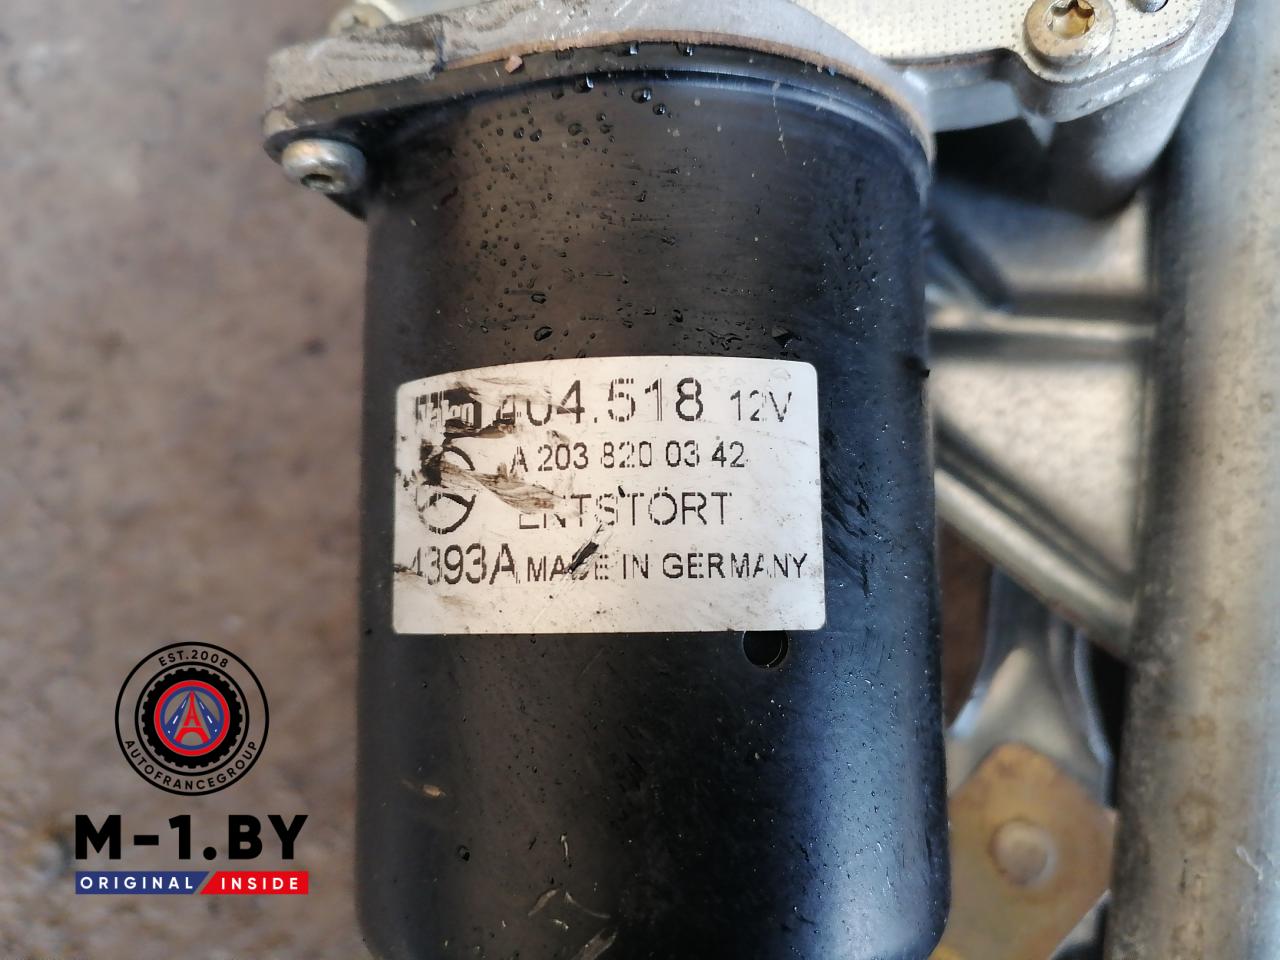 Valeo 404.518 12V
A 203 820 03 42
ENTSTÖRT
4393A MADE IN GERMANY
EST.2008
AUTOFRANCEGROUP
M-1.BY
ORIGINAL INSIDE